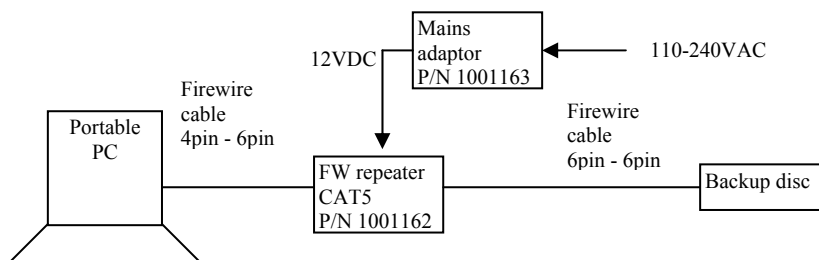 Mains
adaptor
P/N 1001163
12VDC
110-240VAC
Firewire
cable
4pin - 6pin
Firewire
cable
6pin - 6pin
Portable
PC
FW repeater
CAT5
P/N 1001162
Backup disc